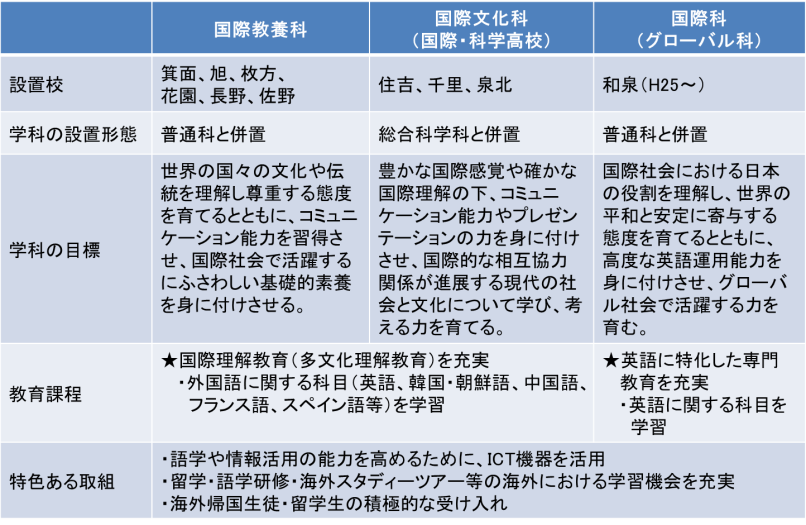 国際教養科
国際文化科
（国際・科学高校）
国際科
（グローバル科）
設置校
箕面、旭、枚方、
花園、長野、佐野
住吉、千里、泉北
和泉（H25～）
学科の設置形態
普通科と併置
総合科学科と併置
普通科と併置
学科の目標
世界の国々の文化や伝
統を理解し尊重する態度
を育てるとともに、コミュニ
ケーション能力を習得さ
せ、国際社会で活躍する
にふさわしい基礎的素養
を身に付けさせる。
豊かな国際感覚や確かな
国際理解の下、コミュニ
ケーション能力やプレゼン
テーションの力を身に付け
させ、国際的な相互協力
関係が進展する現代の社
会と文化について学び、考
える力を育てる。
国際社会における日本
の役割を理解し、世界の
平和と安定に寄与する
態度を育てるとともに、
高度な英語運用能力を
身に付けさせ、グローバ
ル社会で活躍する力を
育む。
教育課程
★国際理解教育（多文化理解教育）を充実
・外国語に関する科目（英語、韓国・朝鮮語、中国語、
フランス語、スペイン語等）を学習
★英語に特化した専門
教育を充実
・英語に関する科目を
学習
特色ある取組
・語学や情報活用の能力を高めるために、ICT機器を活用
・留学・語学研修・海外スタディーツアー等の海外における学習機会を充実
・海外帰国生徒・留学生の積極的な受け入れ